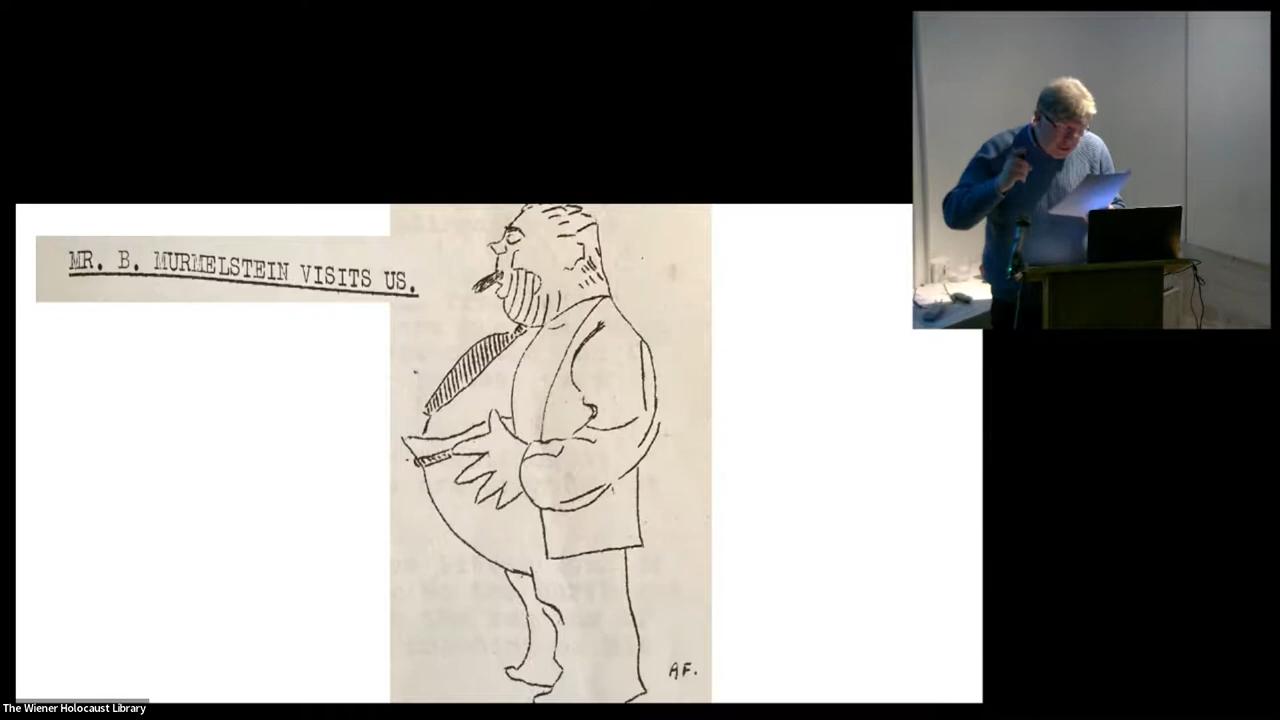 MR. B. MURMELSTEIN VISITS US.
AF.
The Wiener Holocaust Library